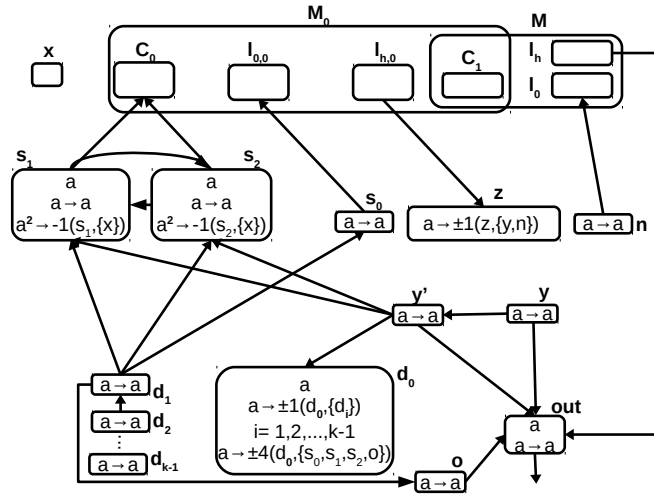 M₀
M
x
C₀
I₀,₀
Iₕ,₀
C₁
Iₕ
I₀
s₁
a
a→a
a²→-1(s₁,{x})
s₂
a
a→a
a²→-1(s₂,{x})
s₀
a→a
z
a→±1(z,{y,n})
a→a n
y'
a→a
y
a→a
d₀
a
a→±1(d₀,{dᵢ})
i= 1,2,...,k-1
a→±4(d₀,{s₀,s₁,s₂,o})
a→a d₁
a→a d₂
⋮
a→a dₖ₋₁
out
a
a→a
o
a→a